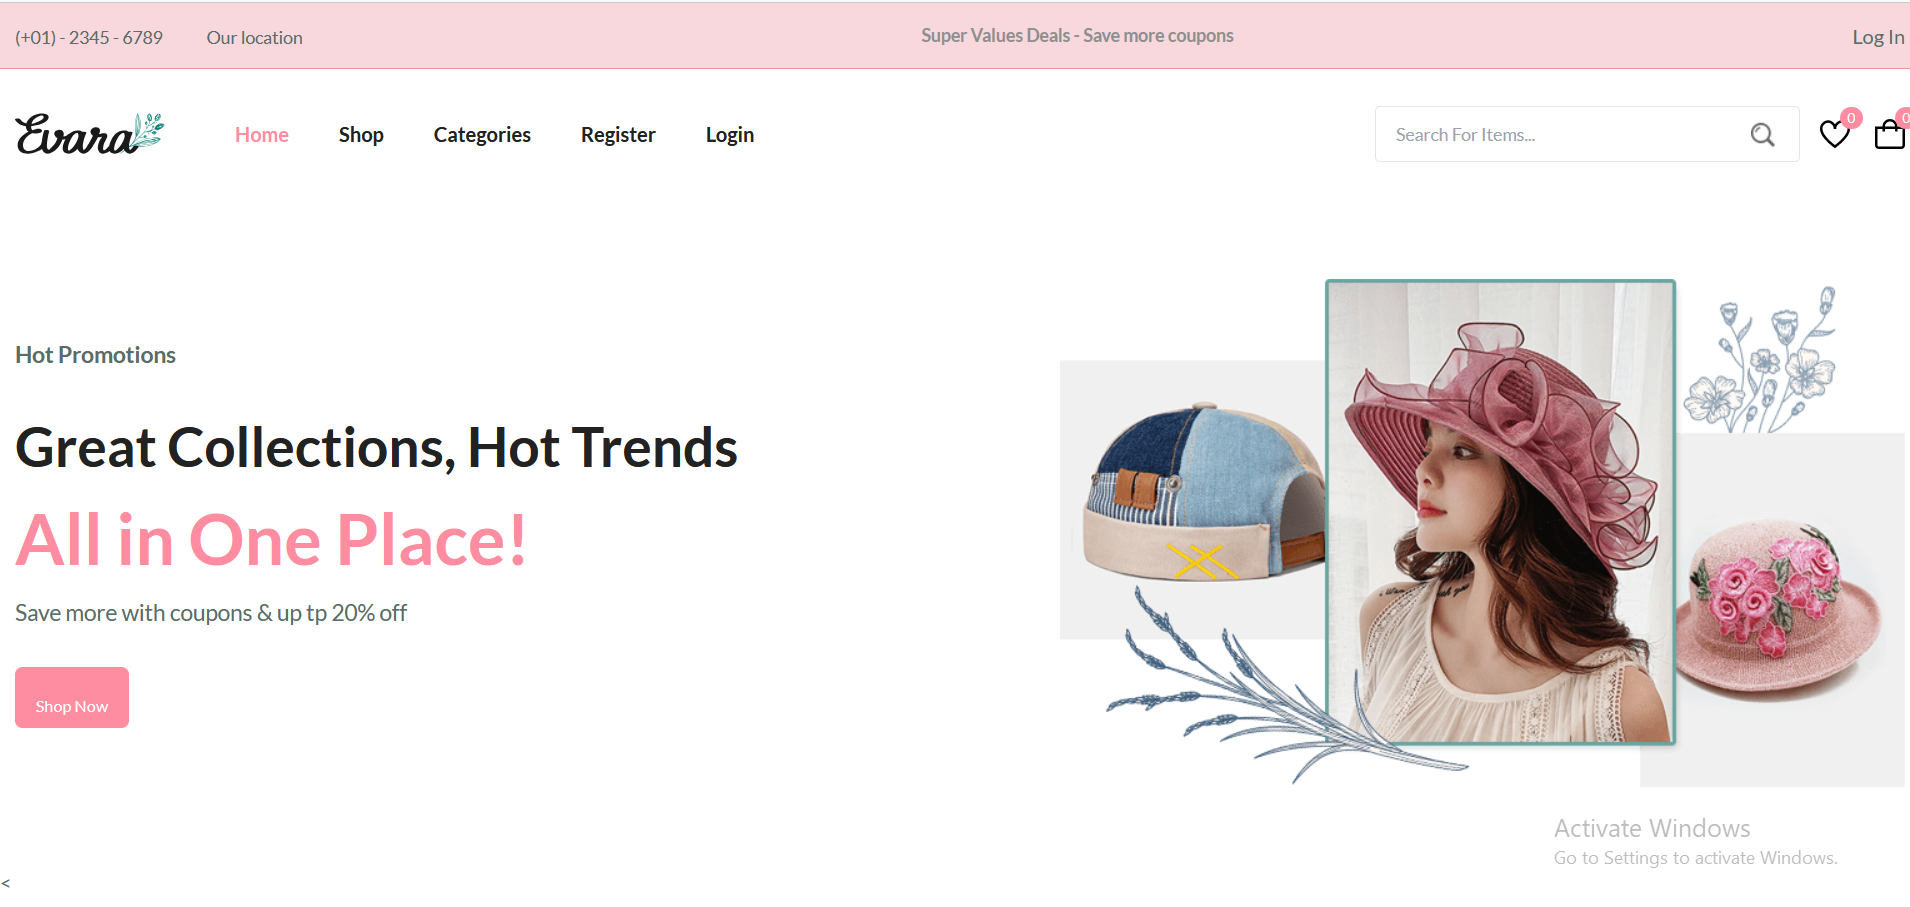 (+01) - 2345 - 6789 Our location Super Values Deals - Save more coupons Log In
Evara Home Shop Categories Register Login Search For Items... 0 0
Hot Promotions
Great Collections, Hot Trends
All in One Place!
Save more with coupons & up tp 20% off
Shop Now
Activate Windows
Go to Settings to activate Windows.
<